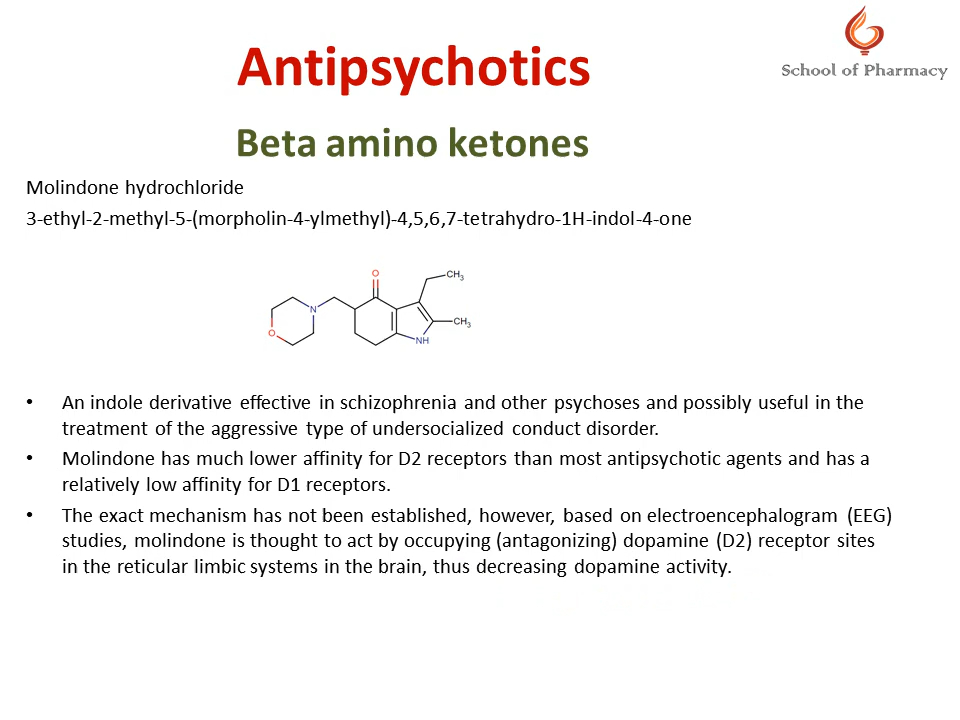 School of Pharmacy
Antipsychotics
Beta amino ketones
Molindone hydrochloride
3-ethyl-2-methyl-5-(morpholin-4-ylmethyl)-4,5,6,7-tetrahydro-1H-indol-4-one
O
CH3
N
CH3
O
NH
• An indole derivative effective in schizophrenia and other psychoses and possibly useful in the
treatment of the aggressive type of undersocialized conduct disorder.
• Molindone has much lower affinity for D2 receptors than most antipsychotic agents and has a
relatively low affinity for D1 receptors.
• The exact mechanism has not been established, however, based on electroencephalogram (EEG)
studies, molindone is thought to act by occupying (antagonizing) dopamine (D2) receptor sites
in the reticular limbic systems in the brain, thus decreasing dopamine activity.